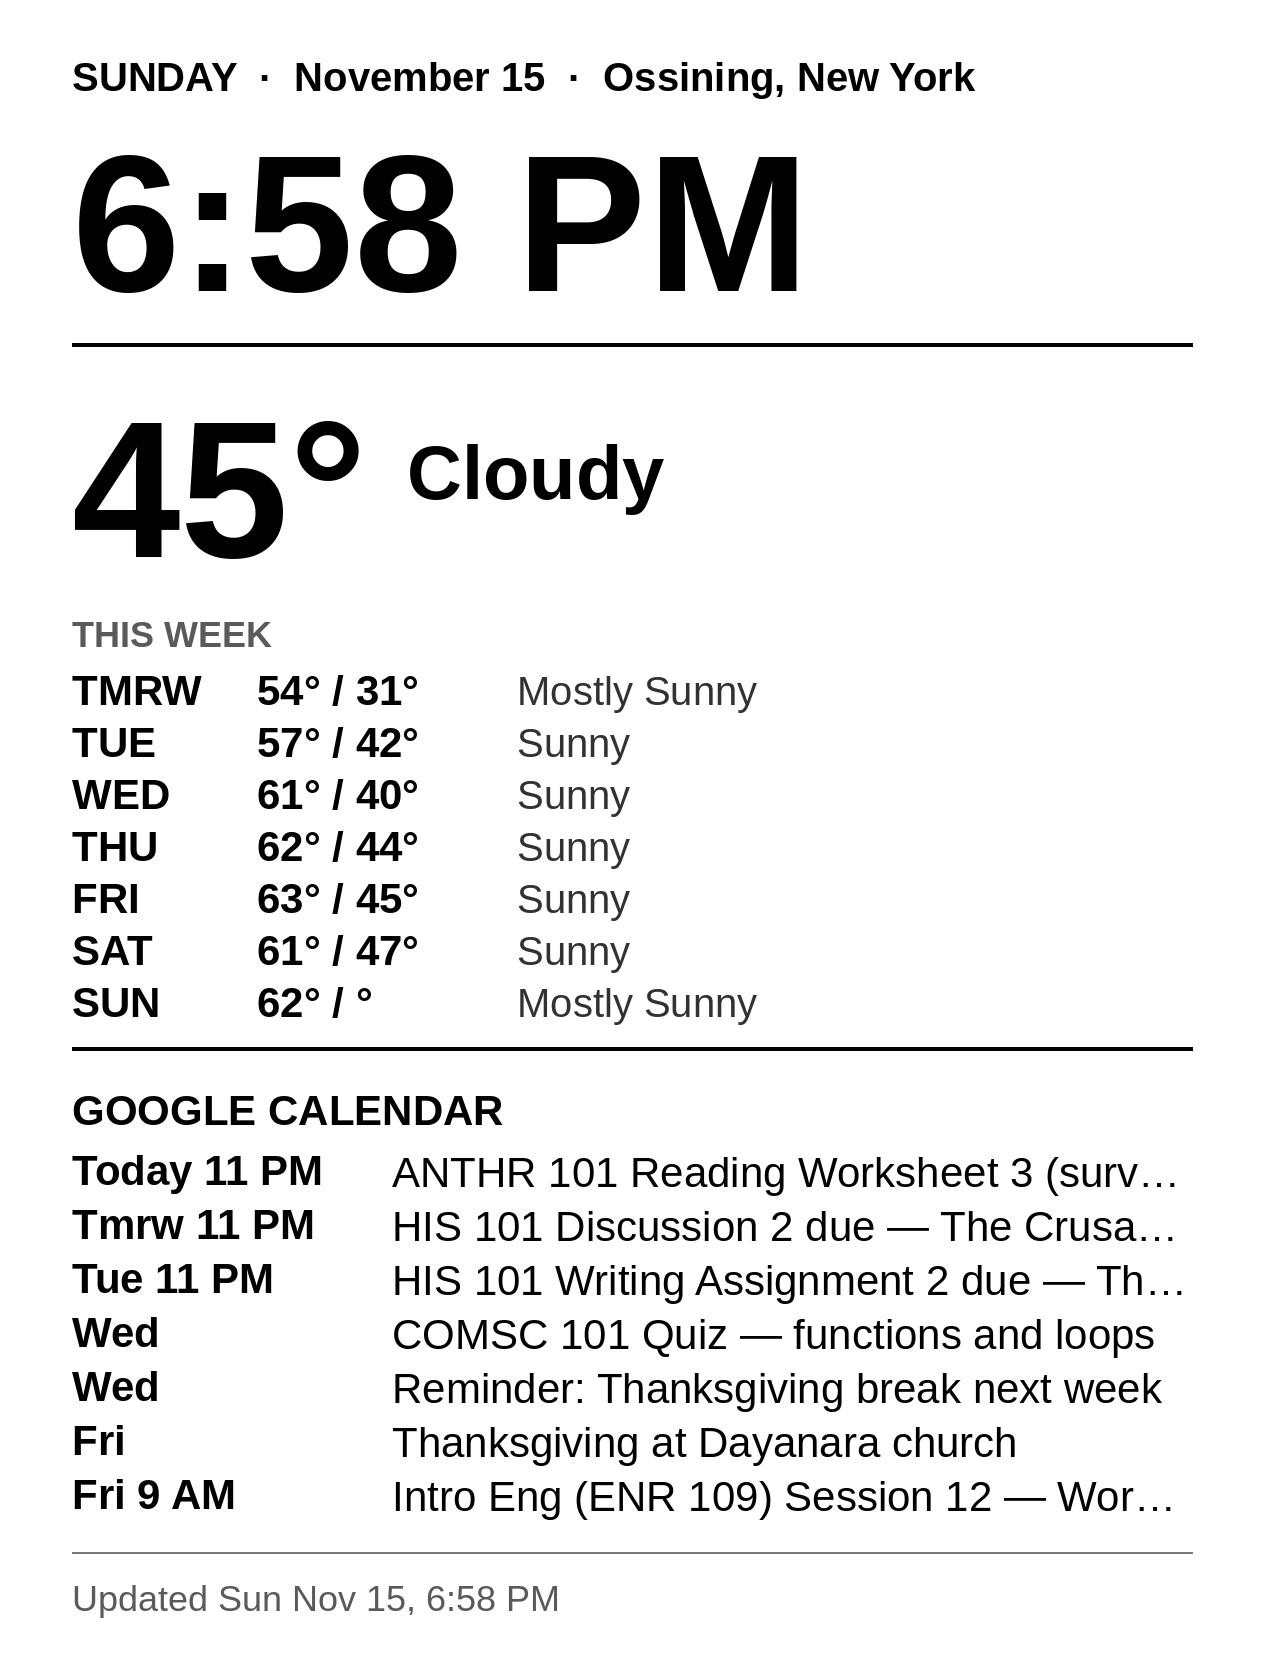 SUNDAY · November 15 · Ossining, New York
6:58 PM
45° Cloudy
THIS WEEK
TMRW 54° / 31° Mostly Sunny
TUE 57° / 42° Sunny
WED 61° / 40° Sunny
THU 62° / 44° Sunny
FRI 63° / 45° Sunny
SAT 61° / 47° Sunny
SUN 62° / ° Mostly Sunny
GOOGLE CALENDAR
Today 11 PM ANTHR 101 Reading Worksheet 3 (surv…
Tmrw 11 PM HIS 101 Discussion 2 due — The Crusa…
Tue 11 PM HIS 101 Writing Assignment 2 due — Th…
Wed COMSC 101 Quiz — functions and loops
Wed Reminder: Thanksgiving break next week
Fri Thanksgiving at Dayanara church
Fri 9 AM Intro Eng (ENR 109) Session 12 — Wor…
Updated Sun Nov 15, 6:58 PM